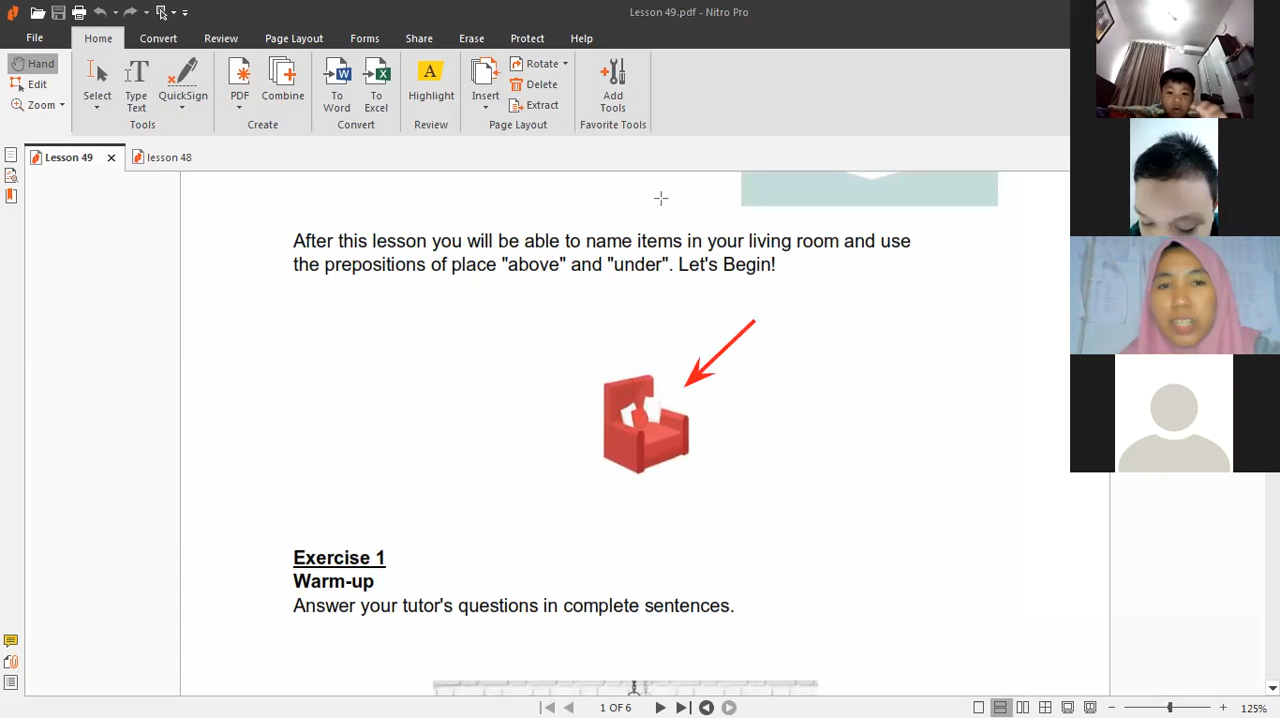 Lesson 49.pdf - Nitro Pro
File Home Convert Review Page Layout Forms Share Erase Protect Help
Hand
Edit
Zoom
Select
Type Text
QuickSign
Tools
PDF
Combine
Create
To Word
To Excel
Convert
Highlight
Review
Insert
Rotate
Delete
Extract
Page Layout
Add Tools
Favorite Tools
Lesson 49
lesson 48
After this lesson you will be able to name items in your living room and use
the prepositions of place "above" and "under". Let's Begin!
Exercise 1
Warm-up
Answer your tutor's questions in complete sentences.
1 OF 6
125%